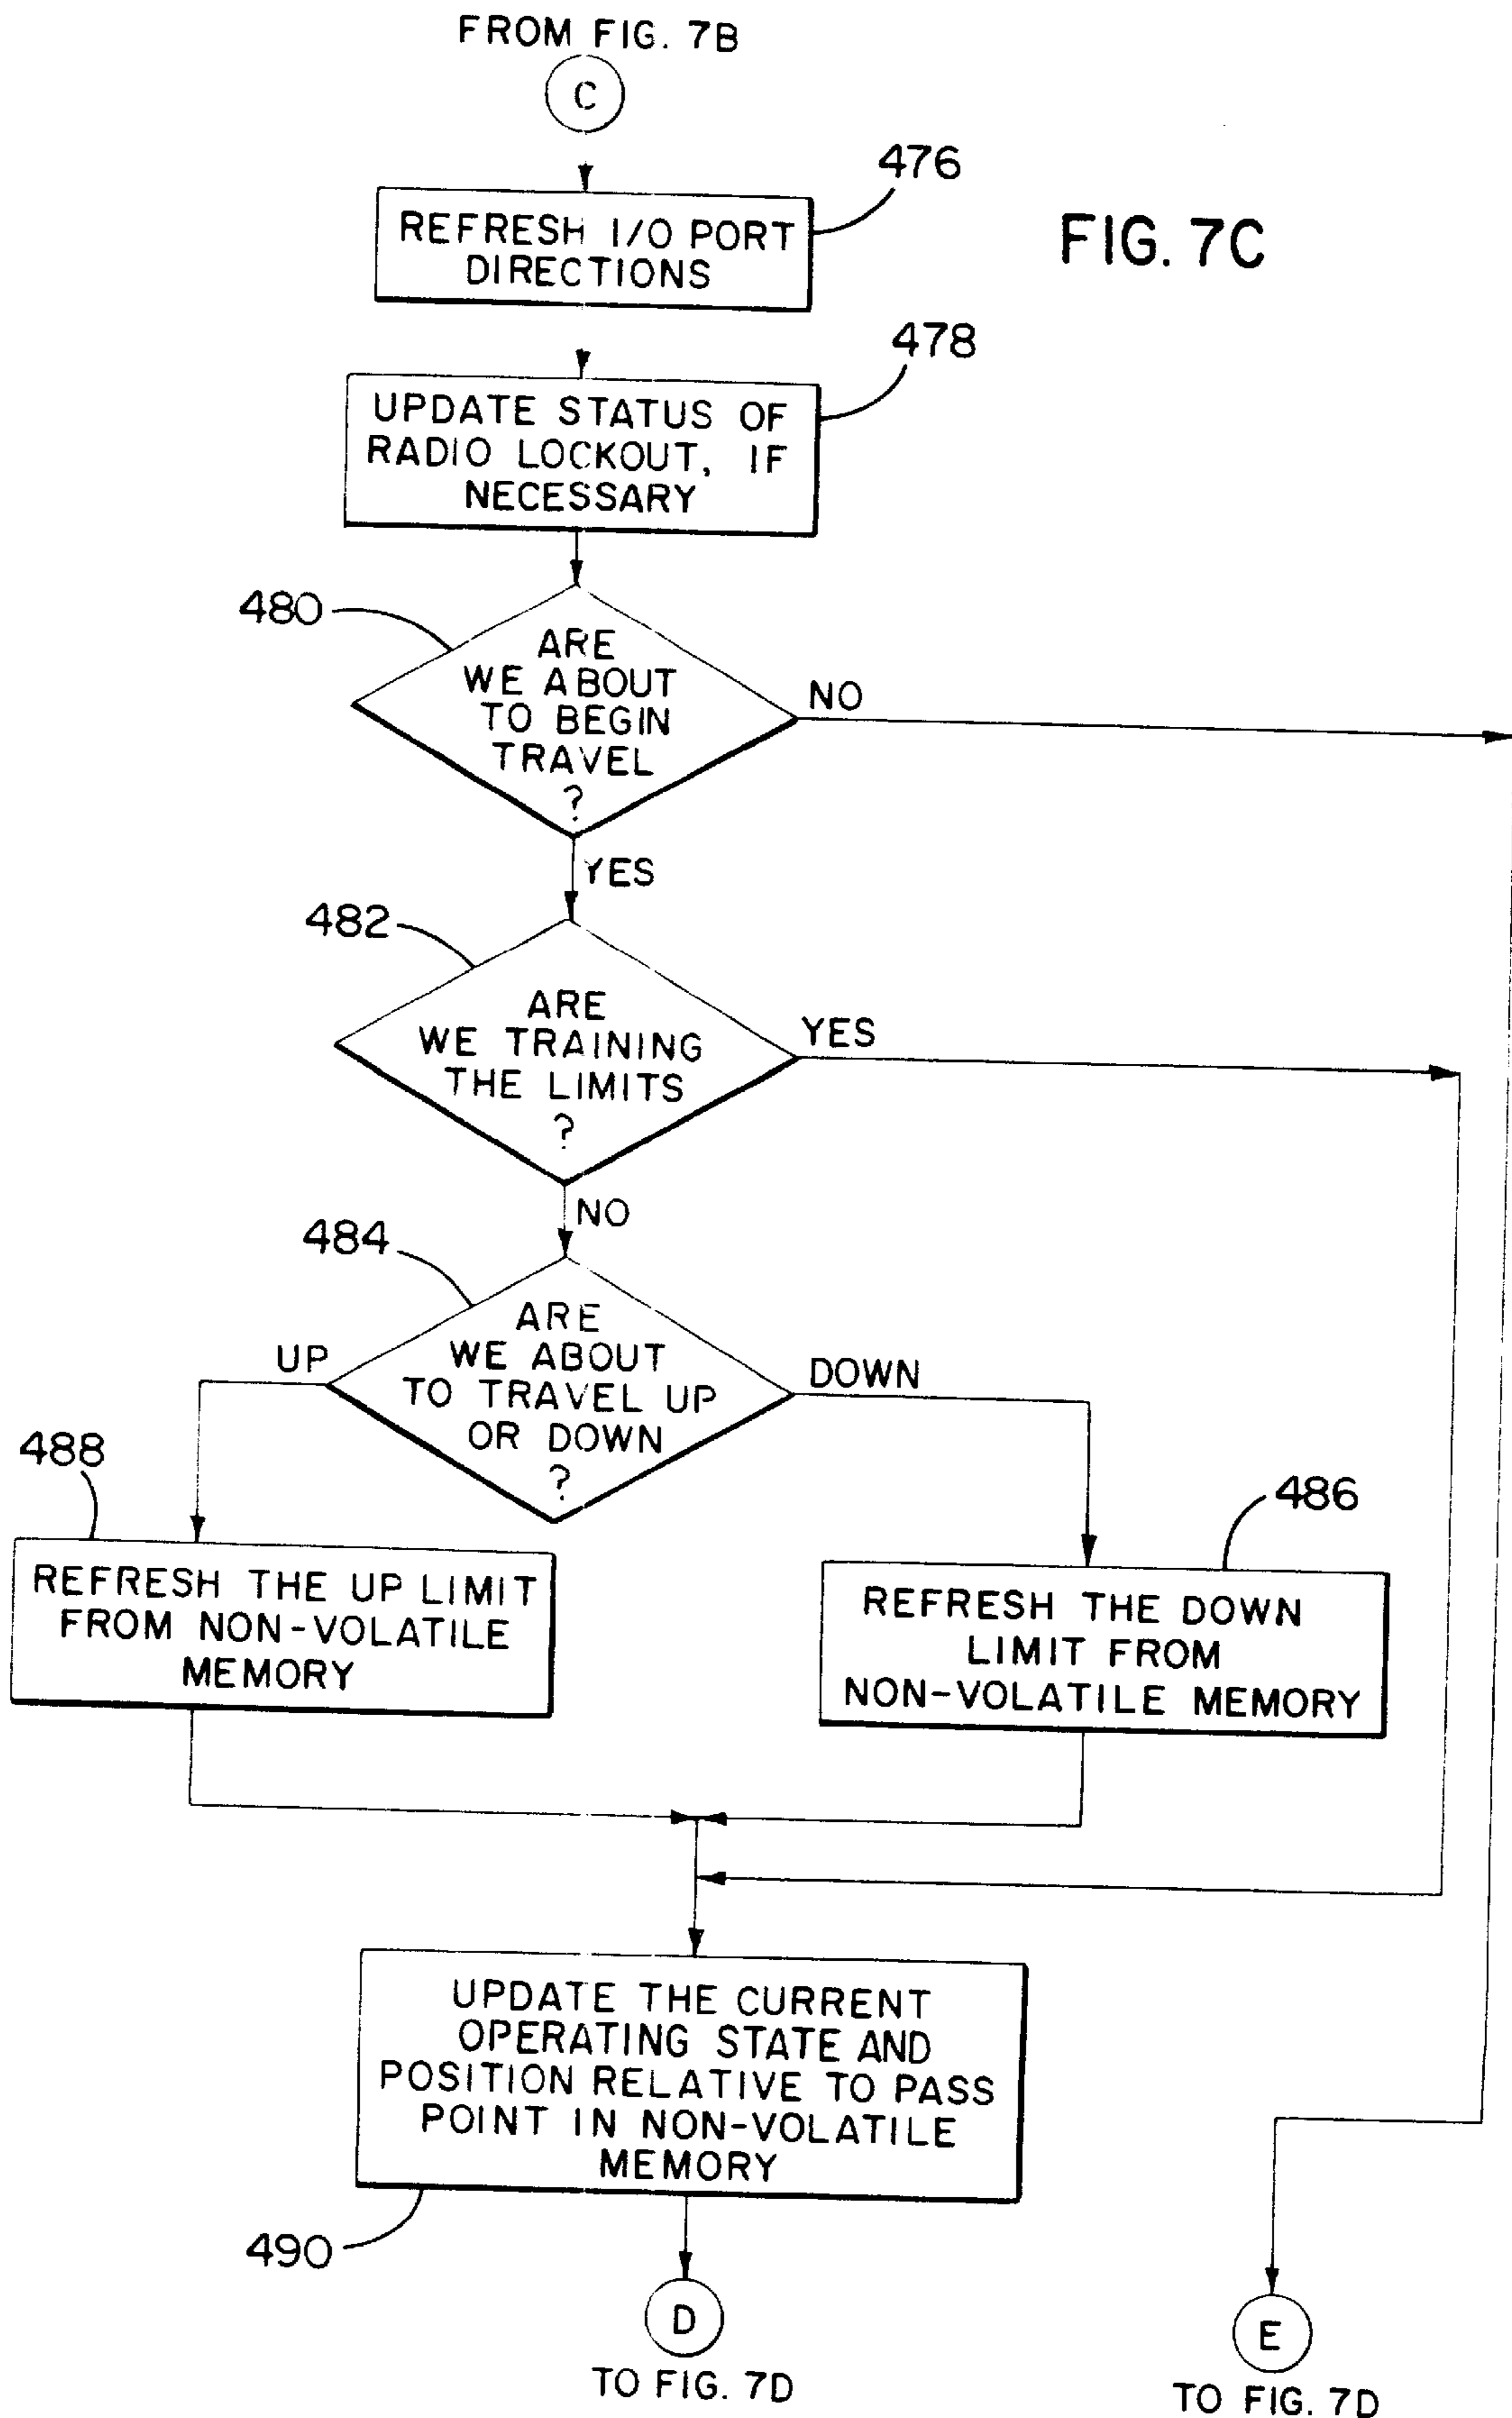 FROM FIG. 7B
C
476
REFRESH I/O PORT
DIRECTIONS
FIG. 7C
478
UPDATE STATUS OF
RADIO LOCKOUT, IF
NECESSARY
480
ARE
WE ABOUT
TO BEGIN
TRAVEL
?
NO
YES
482
ARE
WE TRAINING
THE LIMITS
?
YES
NO
484
ARE
WE ABOUT
TO TRAVEL UP
OR DOWN
?
UP
DOWN
488
REFRESH THE UP LIMIT
FROM NON-VOLATILE
MEMORY
486
REFRESH THE DOWN
LIMIT FROM
NON-VOLATILE MEMORY
UPDATE THE CURRENT
OPERATING STATE AND
POSITION RELATIVE TO PASS
POINT IN NON-VOLATILE
MEMORY
490
D
TO FIG. 7D
E
TO FIG. 7D